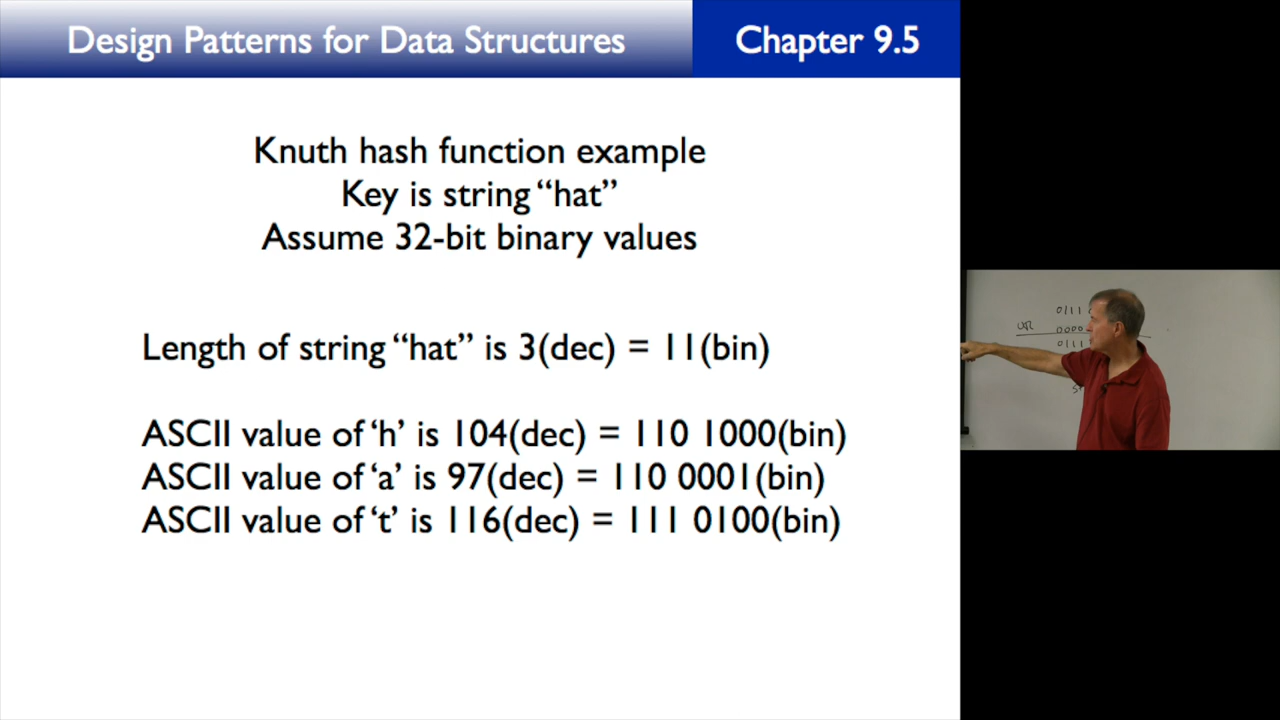 Design Patterns for Data Structures
Chapter 9.5
Knuth hash function example
Key is string “hat”
Assume 32-bit binary values
Length of string “hat” is 3(dec) = 11(bin)
ASCII value of ‘h’ is 104(dec) = 110 1000(bin)
ASCII value of ‘a’ is 97(dec) = 110 0001(bin)
ASCII value of ‘t’ is 116(dec) = 111 0100(bin)
0111
0000
0111